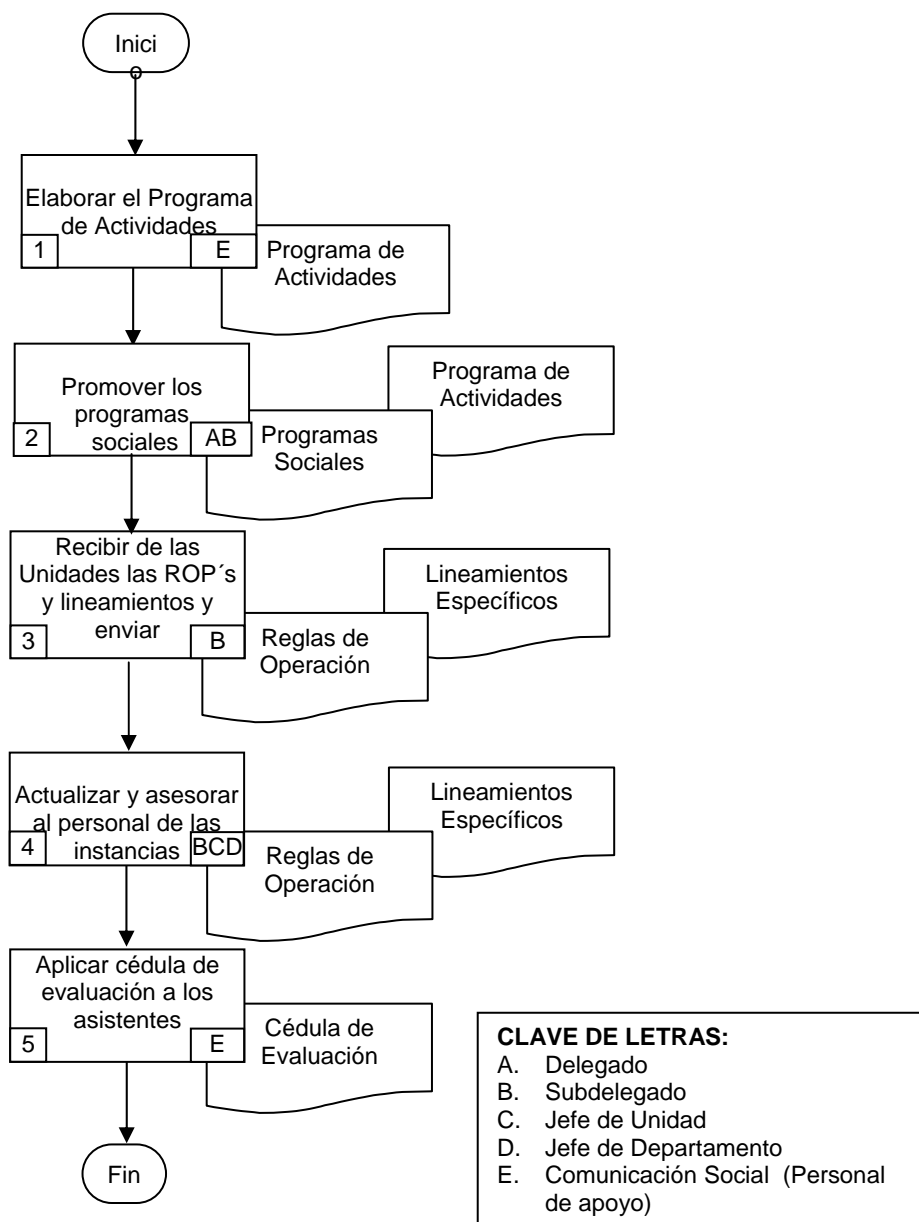 Inici
o
Elaborar el Programa
de Actividades
1
E
Programa de
Actividades
Promover los
programas
sociales
2
AB
Programas
Sociales
Programa de
Actividades
Recibir de las
Unidades las ROP´s
y lineamientos y
enviar
3
B
Reglas de
Operación
Lineamientos
Específicos
Actualizar y asesorar
al personal de las
instancias
4
BCD
Reglas de
Operación
Lineamientos
Específicos
Aplicar cédula de
evaluación a los
asistentes
5
E
Cédula de
Evaluación
Fin
CLAVE DE LETRAS:
A. Delegado
B. Subdelegado
C. Jefe de Unidad
D. Jefe de Departamento
E. Comunicación Social (Personal
de apoyo)